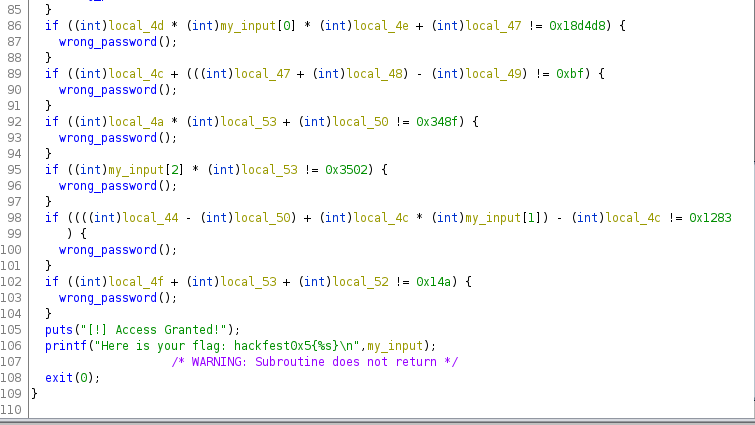 85 }
86 if ((int)local_4d * (int)my_input[0] * (int)local_4e + (int)local_47 != 0x18d4d8) {
87 wrong_password();
88 }
89 if ((int)local_4c + (((int)local_47 + (int)local_48) - (int)local_49) != 0xbf) {
90 wrong_password();
91 }
92 if ((int)local_4a * (int)local_53 + (int)local_50 != 0x348f) {
93 wrong_password();
94 }
95 if ((int)my_input[2] * (int)local_53 != 0x3502) {
96 wrong_password();
97 }
98 if ((((int)local_44 - (int)local_50) + (int)local_4c * (int)my_input[1]) - (int)local_4c != 0x1283
99 ) {
100 wrong_password();
101 }
102 if ((int)local_4f + (int)local_53 + (int)local_52 != 0x14a) {
103 wrong_password();
104 }
105 puts("[!] Access Granted!");
106 printf("Here is your flag: hackfest0x5{%s}\n",my_input);
107 /* WARNING: Subroutine does not return */
108 exit(0);
109 }
110